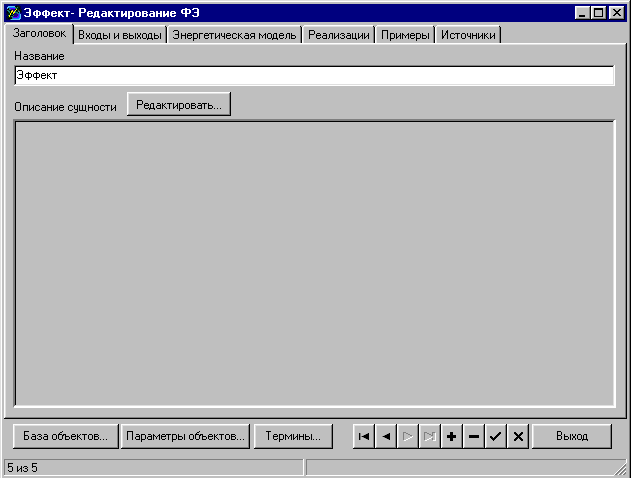 Эффект- Редактирование ФЭ
Заголовок Входы и выходы Энергетическая модель Реализации Примеры Источники
Название
Эффект
Описание сущности Редактировать...
База объектов... Параметры объектов... Термины... Выход
5 из 5